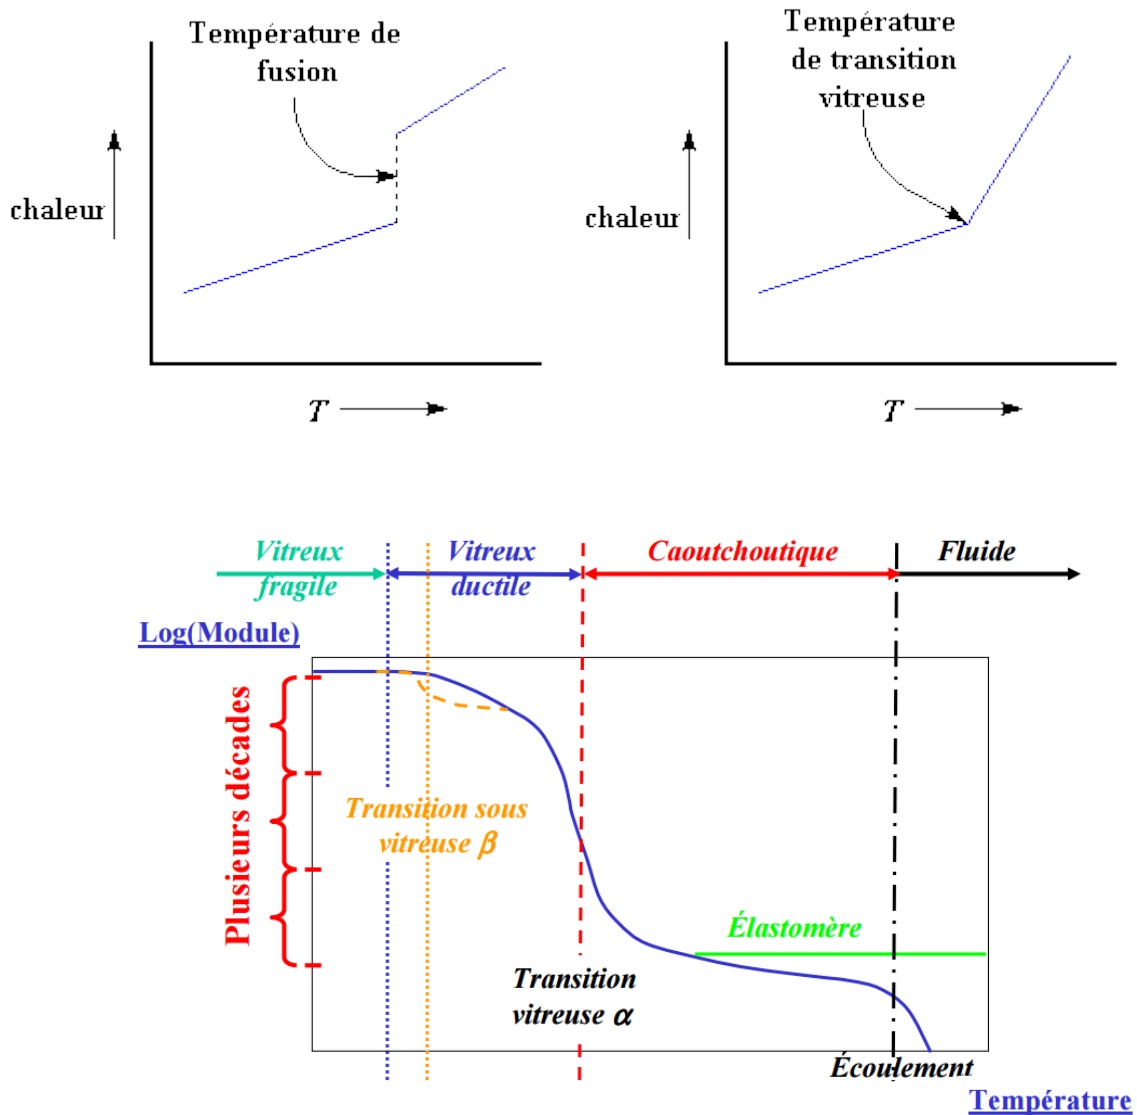 Température de
fusion
chaleur
T
Température
de transition
vitreuse
chaleur
T
Vitreux
fragile
Vitreux
ductile
Caoutchoutique
Fluide
Log(Module)
Plusieurs décades
Transition sous
vitreuse β
Élastomère
Transition
vitreuse α
Écoulement
Température